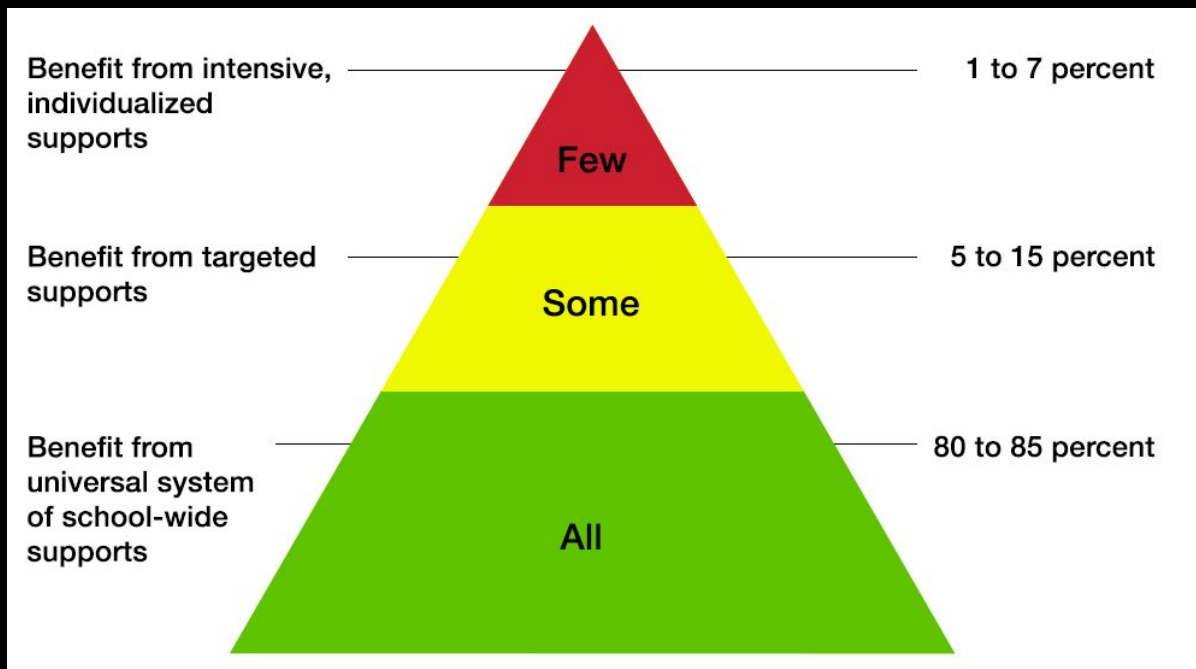 Benefit from intensive,
individualized
supports
1 to 7 percent
Few
Benefit from targeted
supports
5 to 15 percent
Some
Benefit from
universal system
of school-wide
supports
80 to 85 percent
All